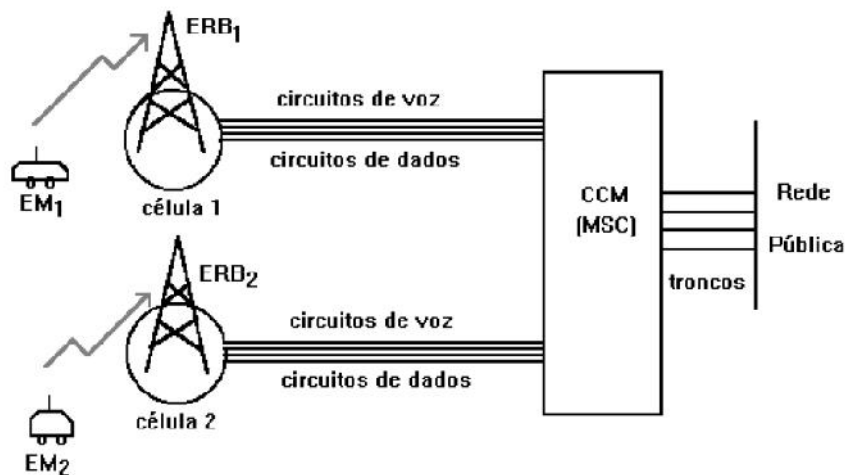 ERB1
circuitos de voz
circuitos de dados
EM1
célula 1
CCM
(MSC)
Rede
Pública
troncos
ERB2
circuitos de voz
circuitos de dados
célula 2
EM2